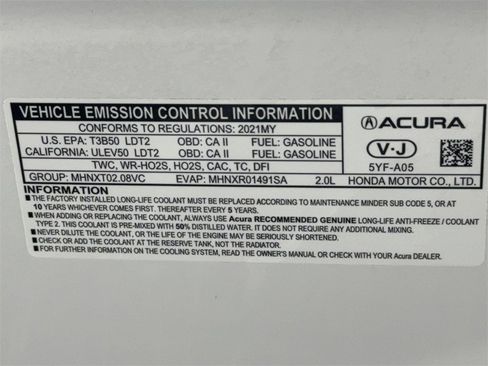 VEHICLE EMISSION CONTROL INFORMATION
CONFORMS TO REGULATIONS: 2021MY
U.S. EPA: T3B50 LDT2 OBD: CA II FUEL: GASOLINE
CALIFORNIA: ULEV50 LDT2 OBD: CA II FUEL: GASOLINE
TWC, WR-HO2S, HO2S, CAC, TC, DFI
GROUP: MHNXT02.08VC EVAP: MHNXR01491SA 2.0L
ACURA
V-J
5YF-A05
HONDA MOTOR CO., LTD.
INFORMATION
THE FACTORY INSTALLED LONG-LIFE COOLANT MUST BE REPLACED ACCORDING TO MAINTENANCE MINDER SUB CODE 5, OR AT
10 YEARS WHICHEVER COMES FIRST. THEREAFTER, REPLACE EVERY 5 YEARS.
WHEN ADDING OR REPLACING THE COOLANT, ALWAYS USE Acura RECOMMENDED GENUINE LONG-LIFE ANTI-FREEZE / COOLANT
TYPE 2. THIS COOLANT IS PRE-MIXED WITH 50% DISTILLED WATER. IT DOES NOT REQUIRE ANY ADDITIONAL MIXING.
NEVER DILUTE THE COOLANT, OR THE LIFE OF THE ENGINE MAY BE SERIOUSLY SHORTENED.
CHECK OR ADD THE COOLANT AT THE RESERVE TANK, NOT THE RADIATOR.
FOR FURTHER INFORMATION ON THE COOLING SYSTEM, READ THE OWNER'S MANUAL OR CHECK WITH YOUR Acura DEALER.